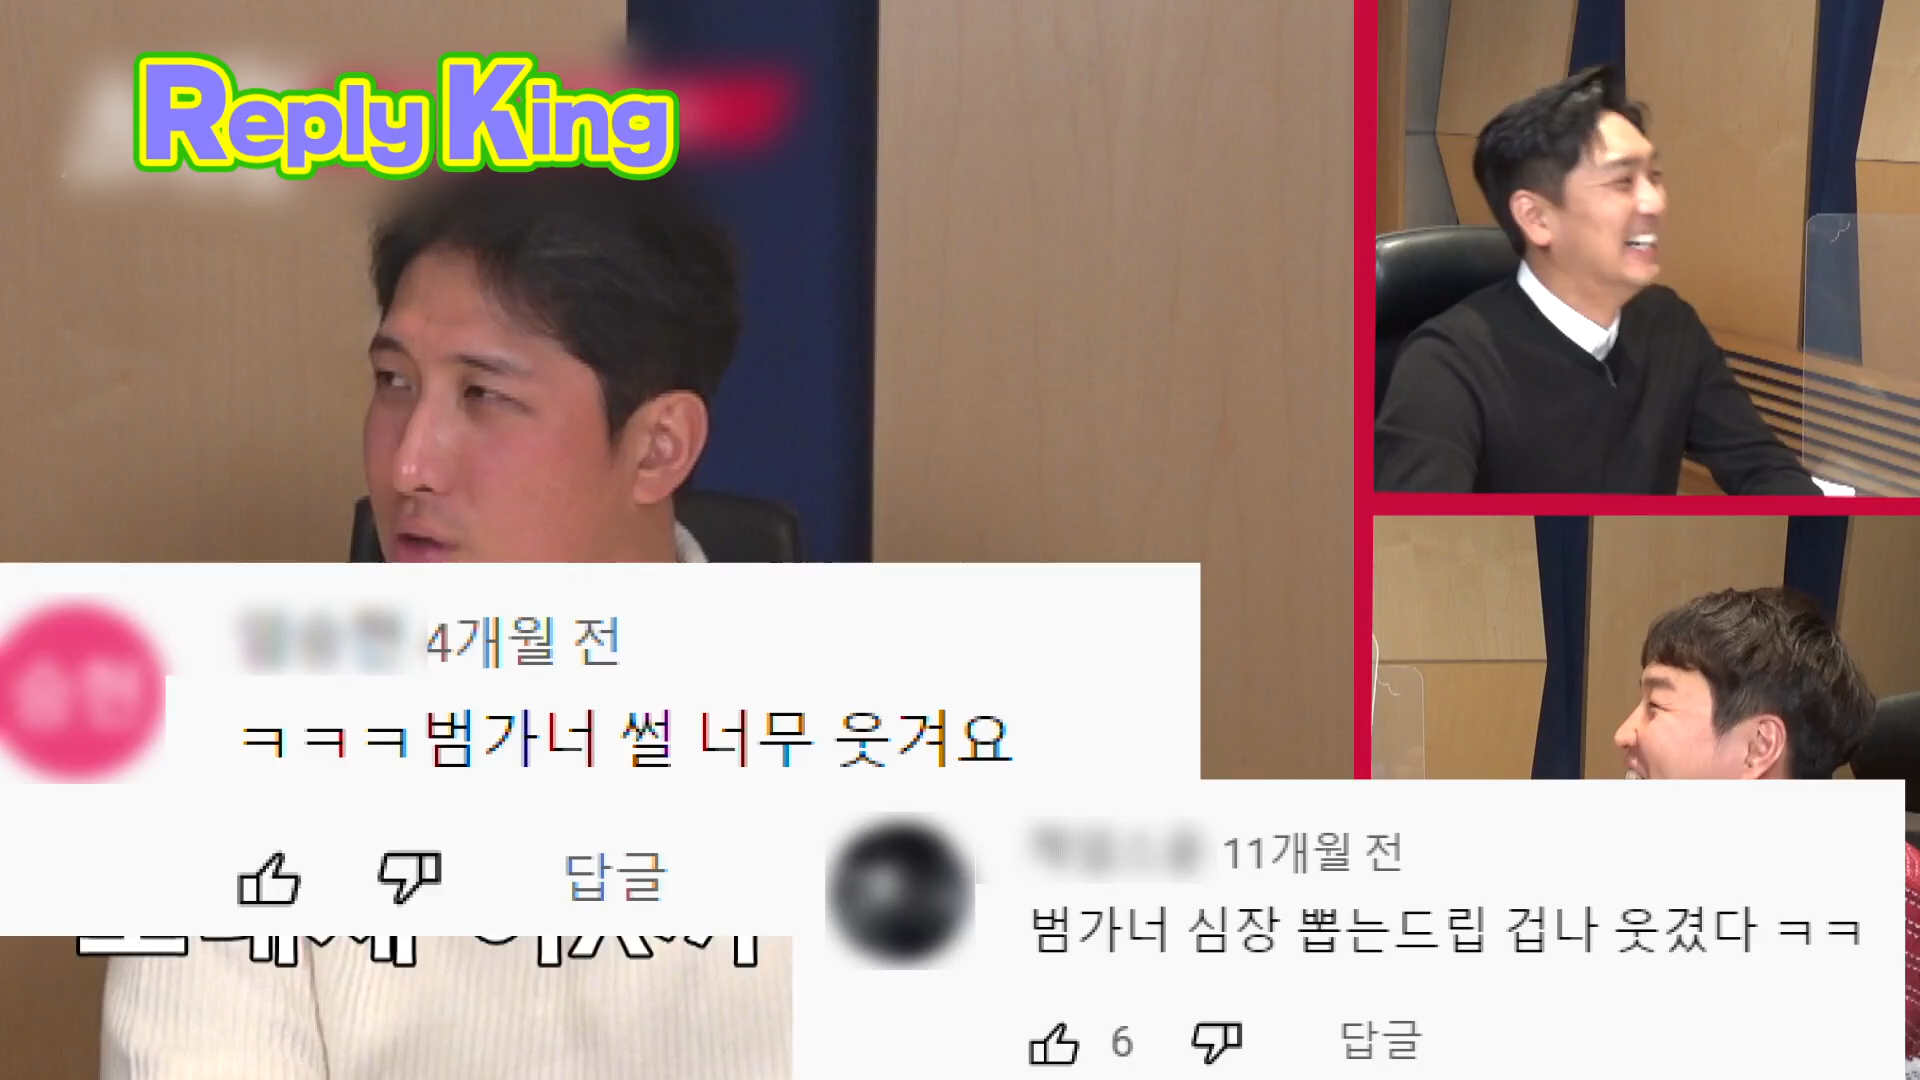 Reply King
4개월 전
ㅋㅋㅋ범가너 썰 너무 웃겨요
답글
11개월 전
범가너 심장 뽑는드립 겁나 웃겼다 ㅋㅋ
6
답글